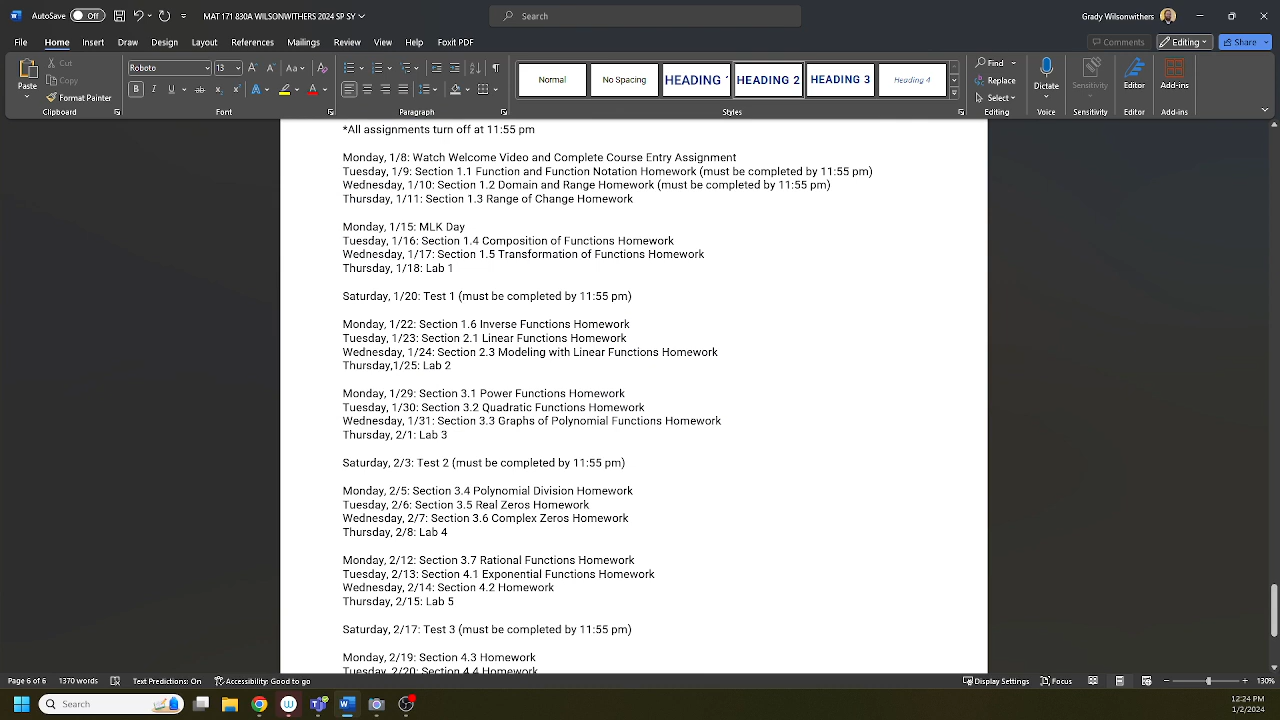 AutoSave Off MAT 171 830A WILSONWITHERS 2024 SP SY Search Grady Wilsonwithers
File Home Insert Draw Design Layout References Mailings Review View Help Foxit PDF Comments Editing Share
Paste Cut Copy Format Painter Clipboard
Roboto 13 Font
Paragraph
Normal No Spacing HEADING HEADING 2 HEADING 3 Heading 4 Styles
Find Replace Select Editing
Dictate Voice
Sensitivity Sensitivity
Editor Editor
Add-ins Add-ins
*All assignments turn off at 11:55 pm
Monday, 1/8: Watch Welcome Video and Complete Course Entry Assignment
Tuesday, 1/9: Section 1.1 Function and Function Notation Homework (must be completed by 11:55 pm)
Wednesday, 1/10: Section 1.2 Domain and Range Homework (must be completed by 11:55 pm)
Thursday, 1/11: Section 1.3 Range of Change Homework
Monday, 1/15: MLK Day
Tuesday, 1/16: Section 1.4 Composition of Functions Homework
Wednesday, 1/17: Section 1.5 Transformation of Functions Homework
Thursday, 1/18: Lab 1
Saturday, 1/20: Test 1 (must be completed by 11:55 pm)
Monday, 1/22: Section 1.6 Inverse Functions Homework
Tuesday, 1/23: Section 2.1 Linear Functions Homework
Wednesday, 1/24: Section 2.3 Modeling with Linear Functions Homework
Thursday,1/25: Lab 2
Monday, 1/29: Section 3.1 Power Functions Homework
Tuesday, 1/30: Section 3.2 Quadratic Functions Homework
Wednesday, 1/31: Section 3.3 Graphs of Polynomial Functions Homework
Thursday, 2/1: Lab 3
Saturday, 2/3: Test 2 (must be completed by 11:55 pm)
Monday, 2/5: Section 3.4 Polynomial Division Homework
Tuesday, 2/6: Section 3.5 Real Zeros Homework
Wednesday, 2/7: Section 3.6 Complex Zeros Homework
Thursday, 2/8: Lab 4
Monday, 2/12: Section 3.7 Rational Functions Homework
Tuesday, 2/13: Section 4.1 Exponential Functions Homework
Wednesday, 2/14: Section 4.2 Homework
Thursday, 2/15: Lab 5
Saturday, 2/17: Test 3 (must be completed by 11:55 pm)
Monday, 2/19: Section 4.3 Homework
Tuesday, 2/20: Section 4.4 Homework
Page 6 of 6 1370 words Text Predictions: On Accessibility: Good to go Display Settings Focus 130%
Search 12:24 PM
1/2/2024